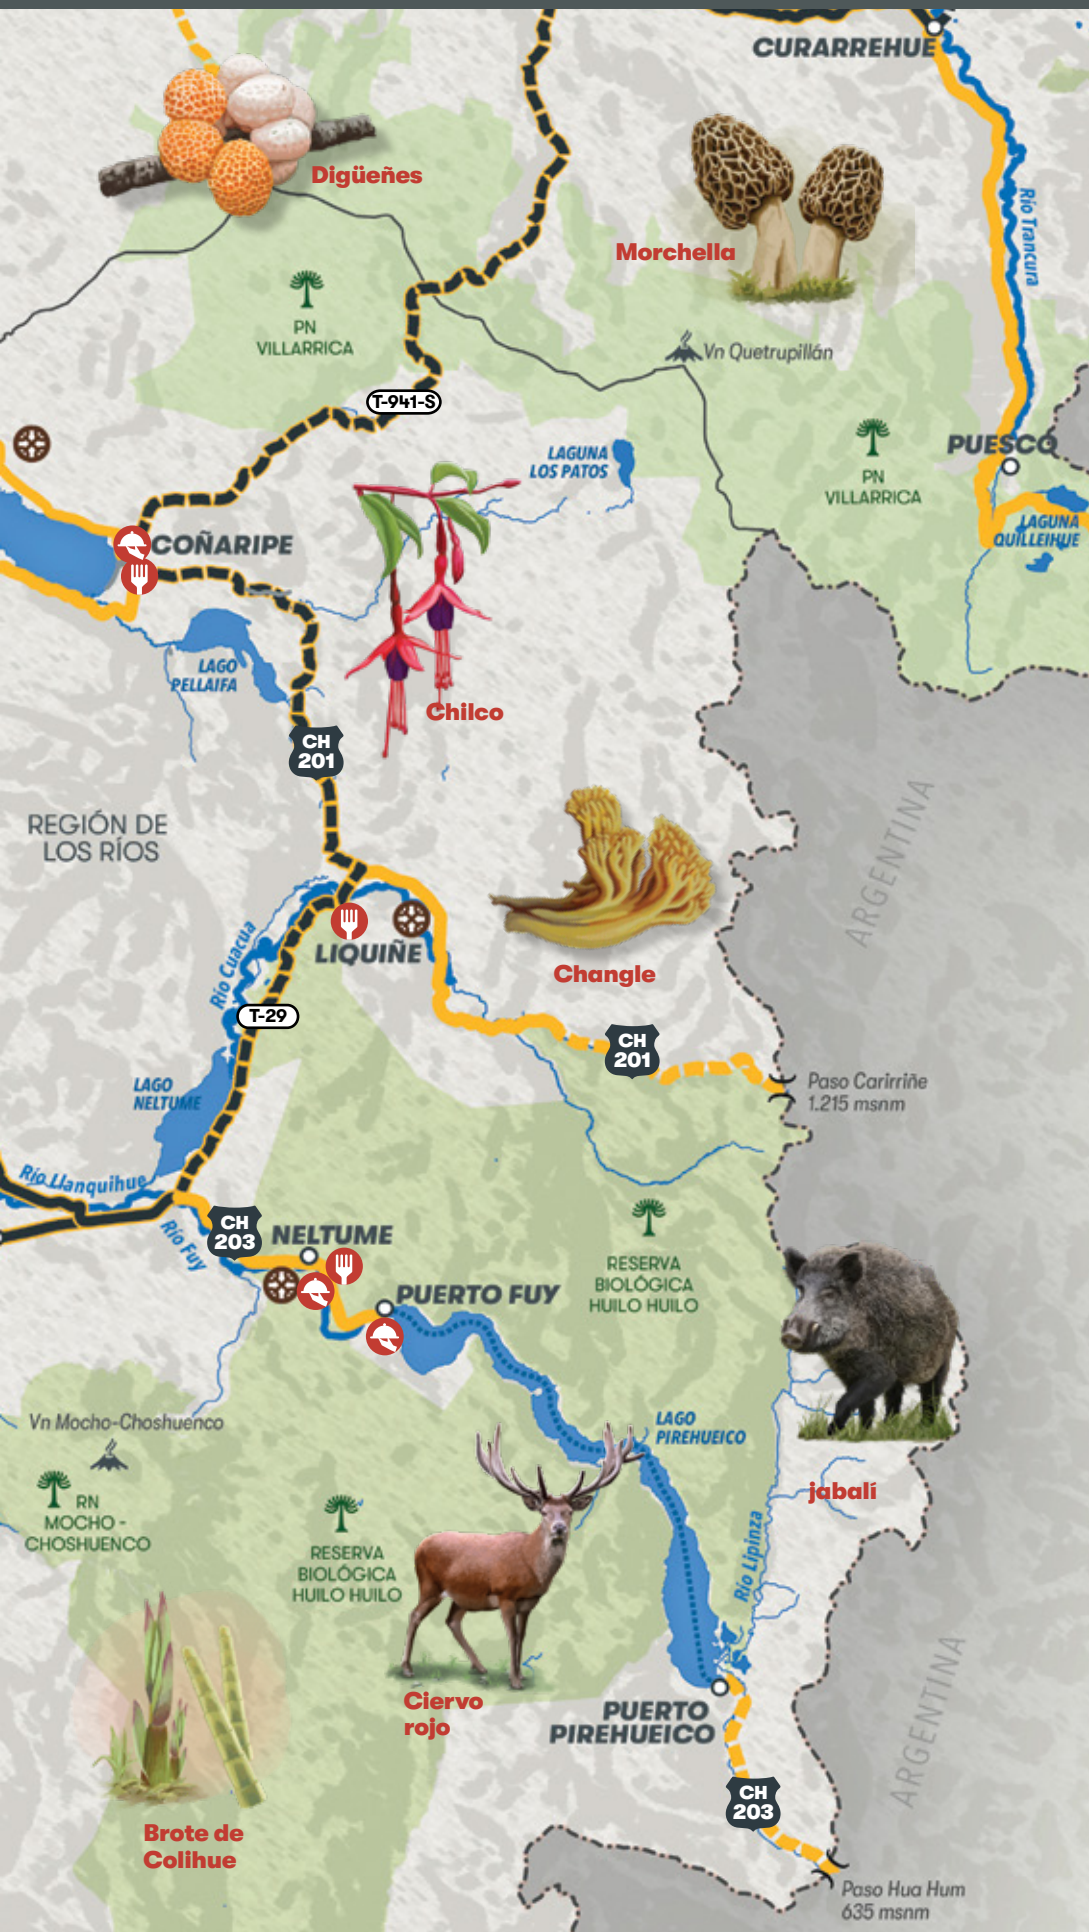 CURARREHUE
Digüeñes
Río Trancura
Morchella
PN
VILLARRICA
Vn Quetrupillán
T-941-S
PUESCO
LAGUNA
LOS PATOS
PN
VILLARRICA
LAGUNA
QUILLEIHUE
COÑARIPE
LAGO
PELLAIFA
Chilco
CH
201
REGIÓN DE
LOS RÍOS
ARGENTINA
Río Cuacua
LIQUIÑE
Changle
T-29
CH
201
LAGO
NELTUME
Paso Carirriñe
1.215 msnm
Río Llanquihue
Río Fuy
CH
203
NELTUME
RESERVA
BIOLÓGICA
HUILO HUILO
PUERTO FUY
Vn Mocho-Choshuenco
LAGO
PIREHUEICO
jabalí
RN
MOCHO -
CHOSHUENCO
RESERVA
BIOLÓGICA
HUILO HUILO
Río Lipinza
Ciervo
rojo
PUERTO
PIREHUEICO
ARGENTINA
CH
203
Brote de
Colihue
Paso Hua Hum
635 msnm